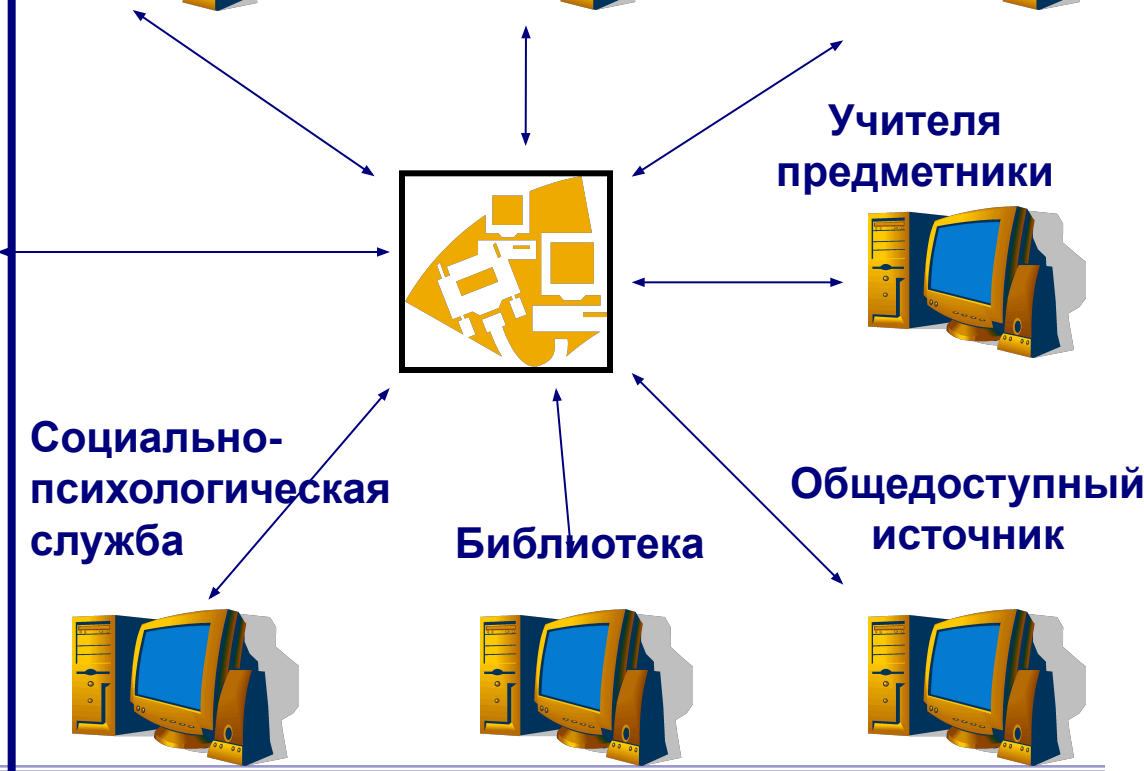 Учителя
предметники
Социально-
психологическая
служба
Библиотека
Общедоступный
источник